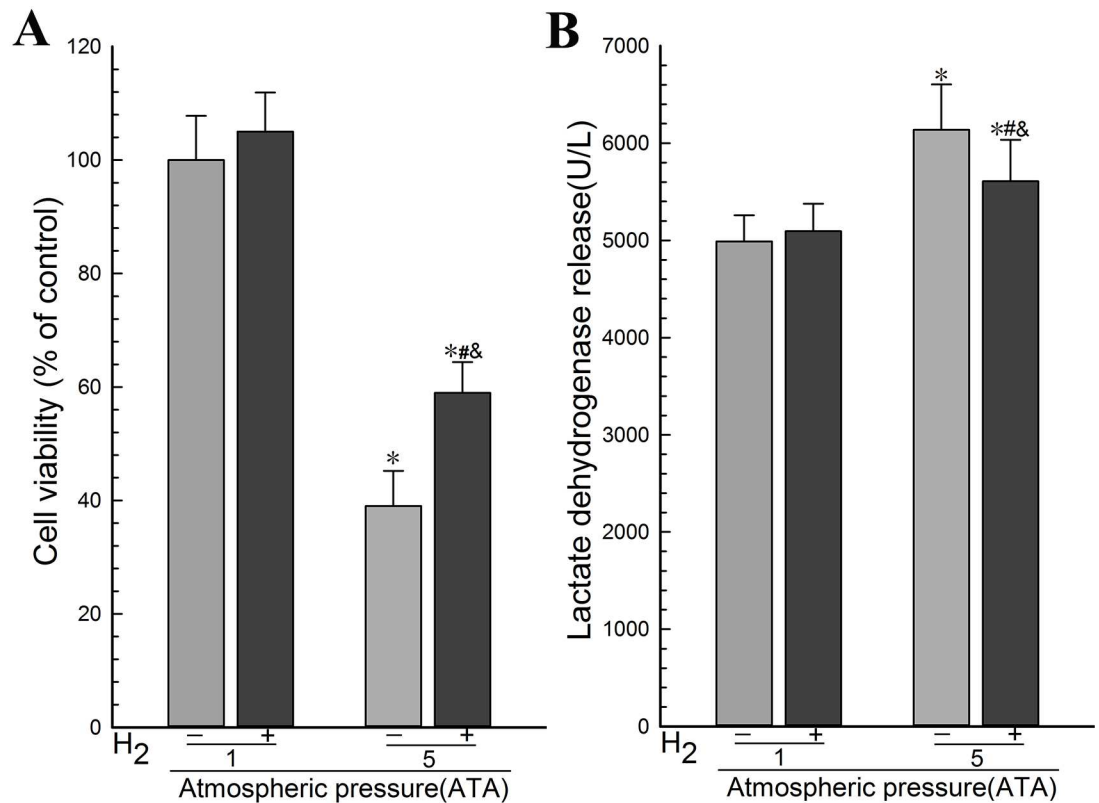 A
Cell viability (% of control)
120
100
80
60
40
20
0
*
*#&
H2
− + − +
1 5
Atmospheric pressure(ATA)
B
Lactate dehydrogenase release(U/L)
7000
6000
5000
4000
3000
2000
1000
0
*
*#&
H2
− + − +
1 5
Atmospheric pressure(ATA)